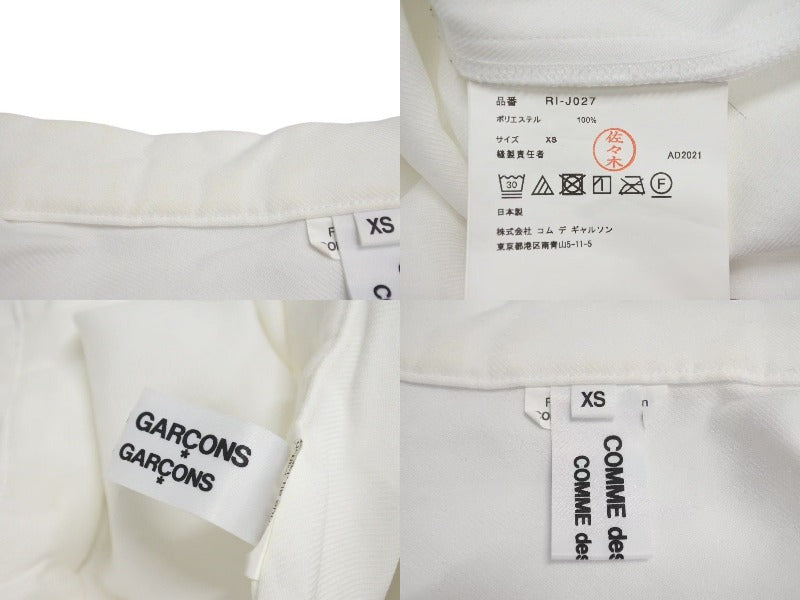 XS
品番 RI-J027
ポリエステル 100%
サイズ XS
縫製責任者 佐々木 AD2021
30 F
日本製
株式会社 コム デ ギャルソン
東京都港区南青山5-11-5
GARÇONS
*
GARÇONS
*
XS
COMME des
COMME des